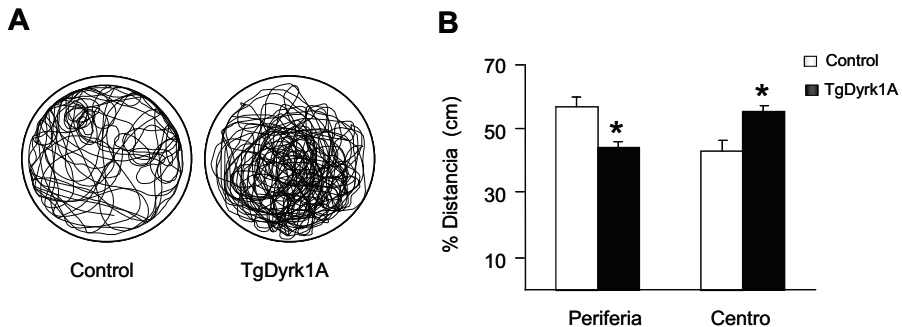 A
Control
TgDyrk1A
B
% Distancia (cm)
70
50
30
10
Periferia
Centro
*
*
Control
TgDyrk1A